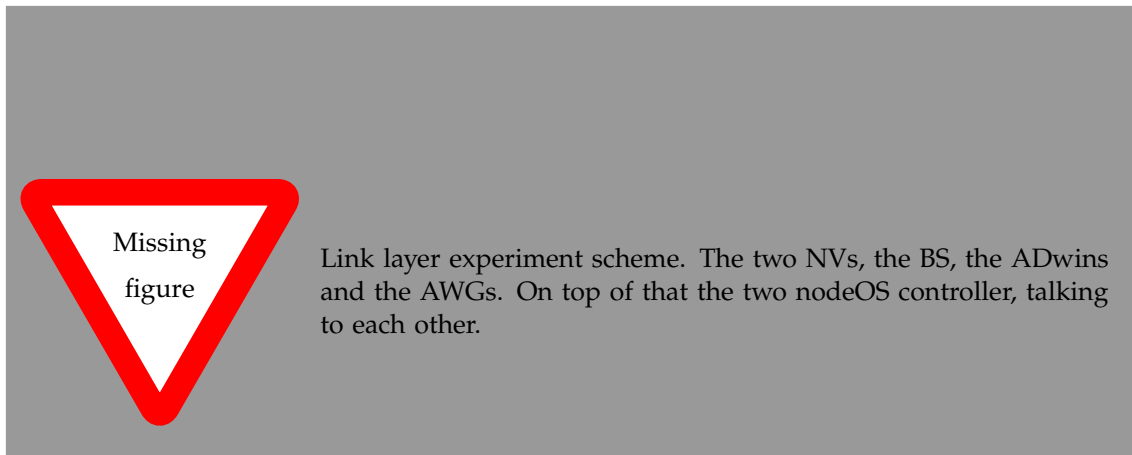 Missing
figure
Link layer experiment scheme. The two NVs, the BS, the ADwins
and the AWGs. On top of that the two nodeOS controller, talking
to each other.